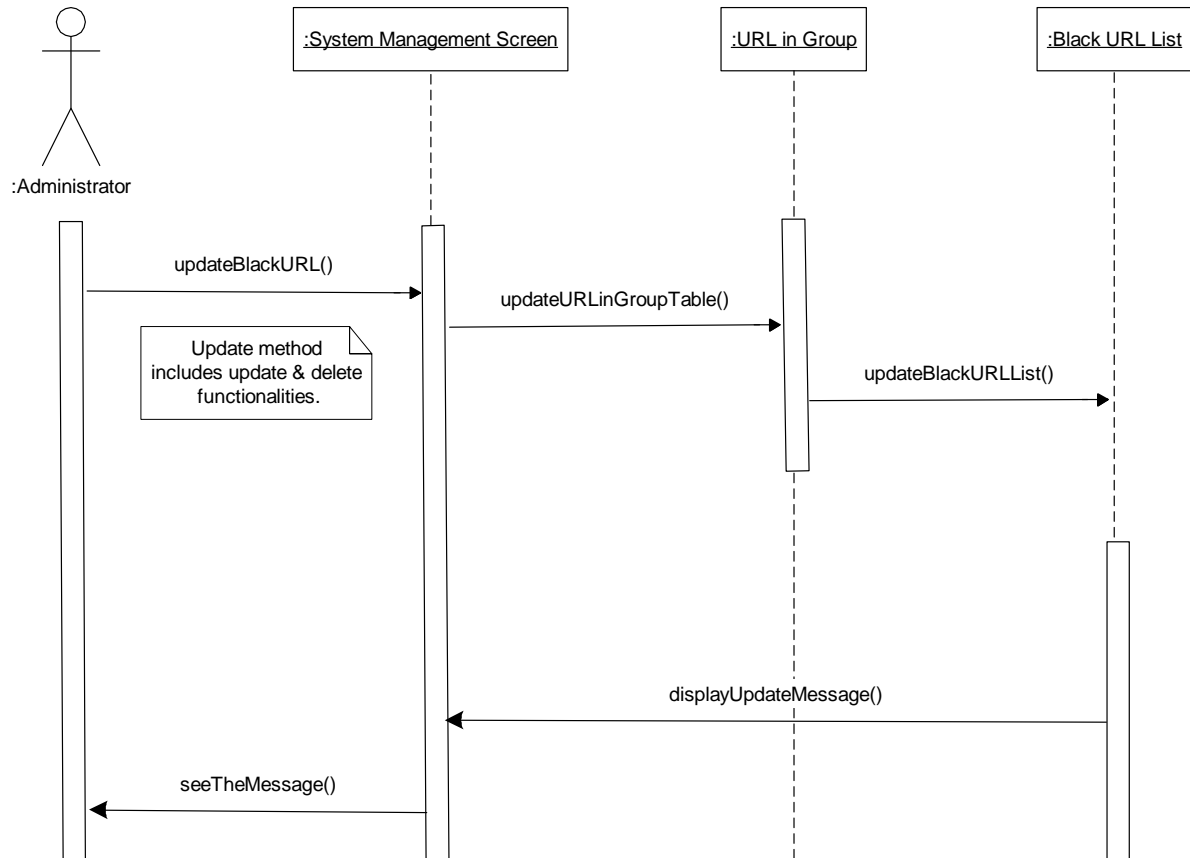 :System Management Screen
:URL in Group
:Black URL List
:Administrator
updateBlackURL()
updateURLinGroupTable()
Update method
includes update & delete
functionalities.
updateBlackURLList()
displayUpdateMessage()
seeTheMessage()